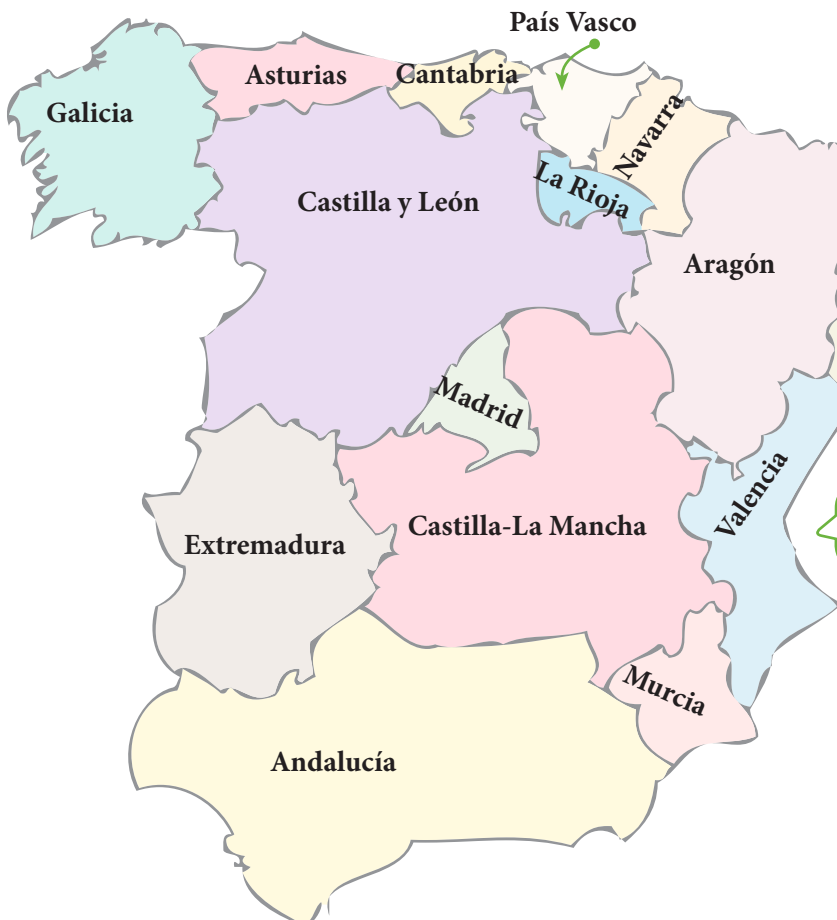 País Vasco
Asturias
Cantabria
Galicia
Navarra
La Rioja
Castilla y León
Aragón
Madrid
Valencia
Castilla-La Mancha
Extremadura
Murcia
Andalucía